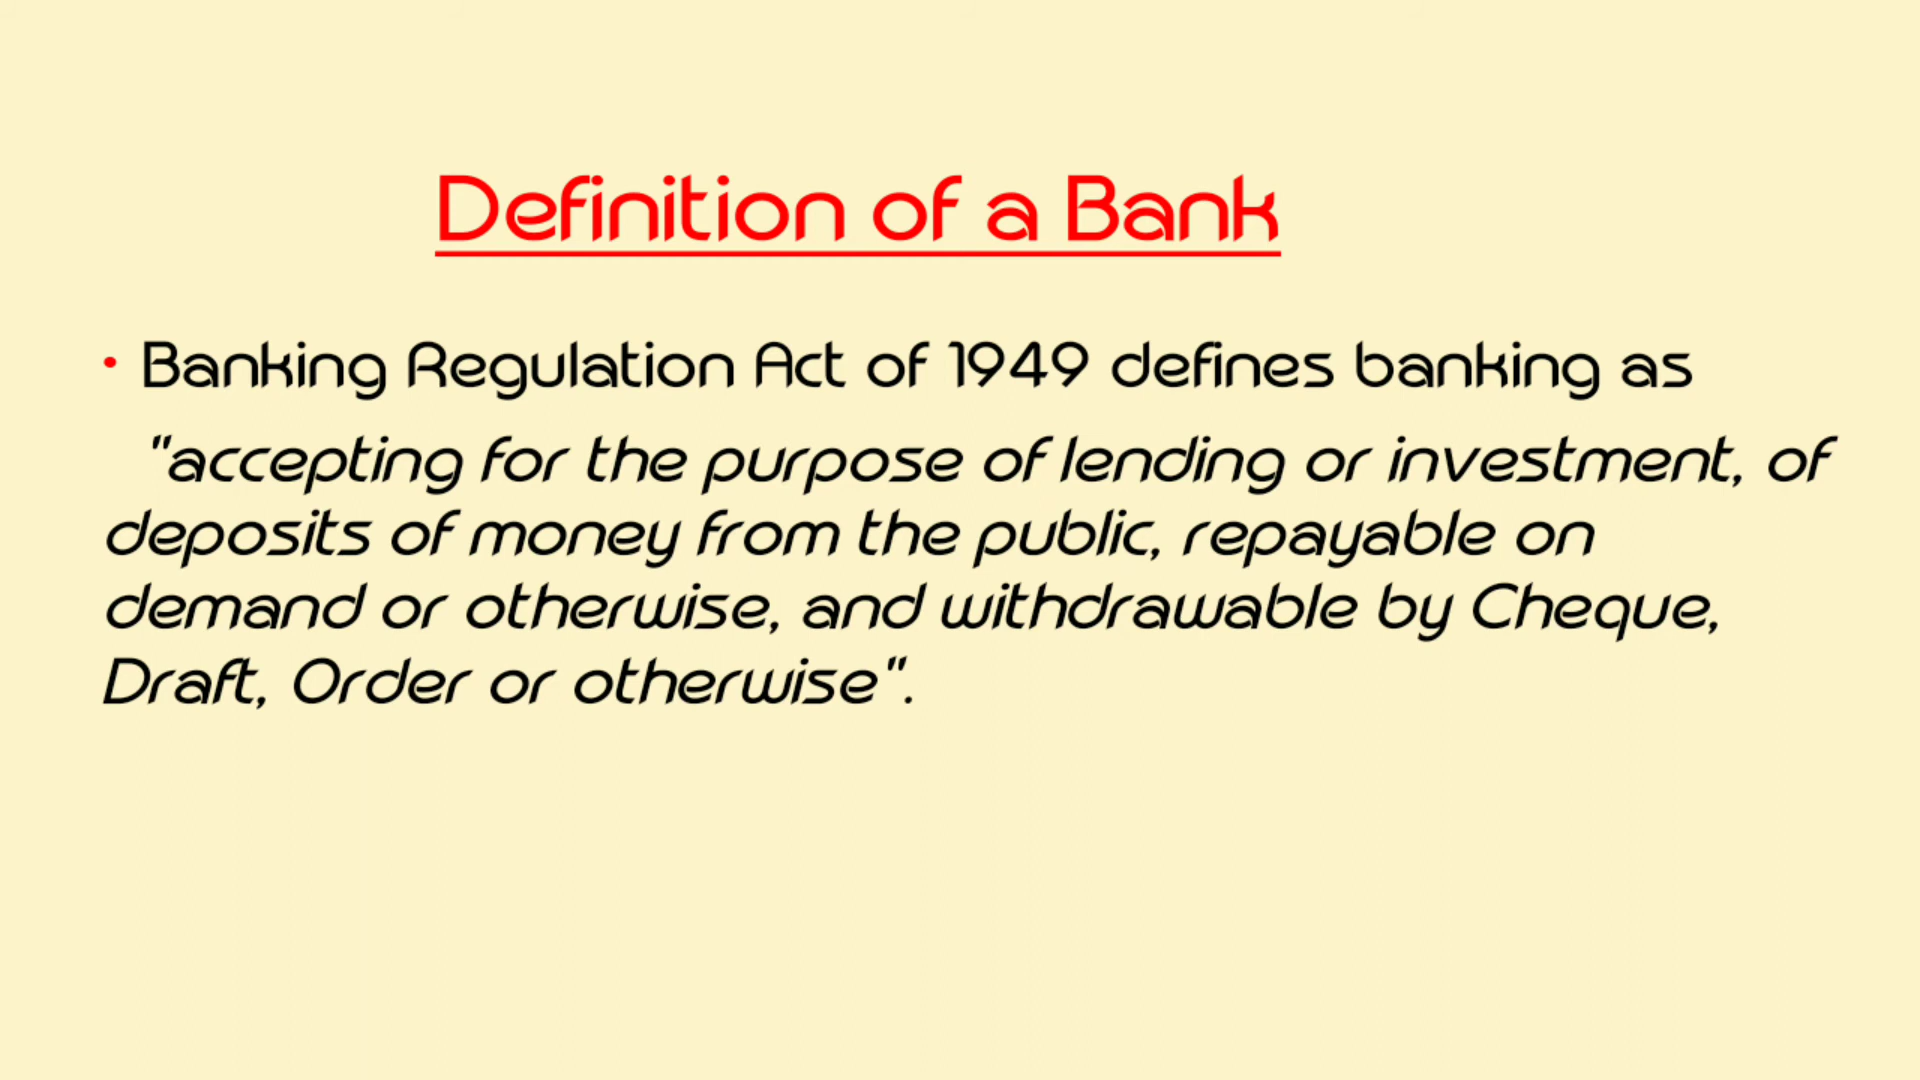 Definition of a Bank
• Banking Regulation Act of 1949 defines banking as
"accepting for the purpose of lending or investment, of
deposits of money from the public, repayable on
demand or otherwise, and withdrawable by Cheque,
Draft, Order or otherwise".